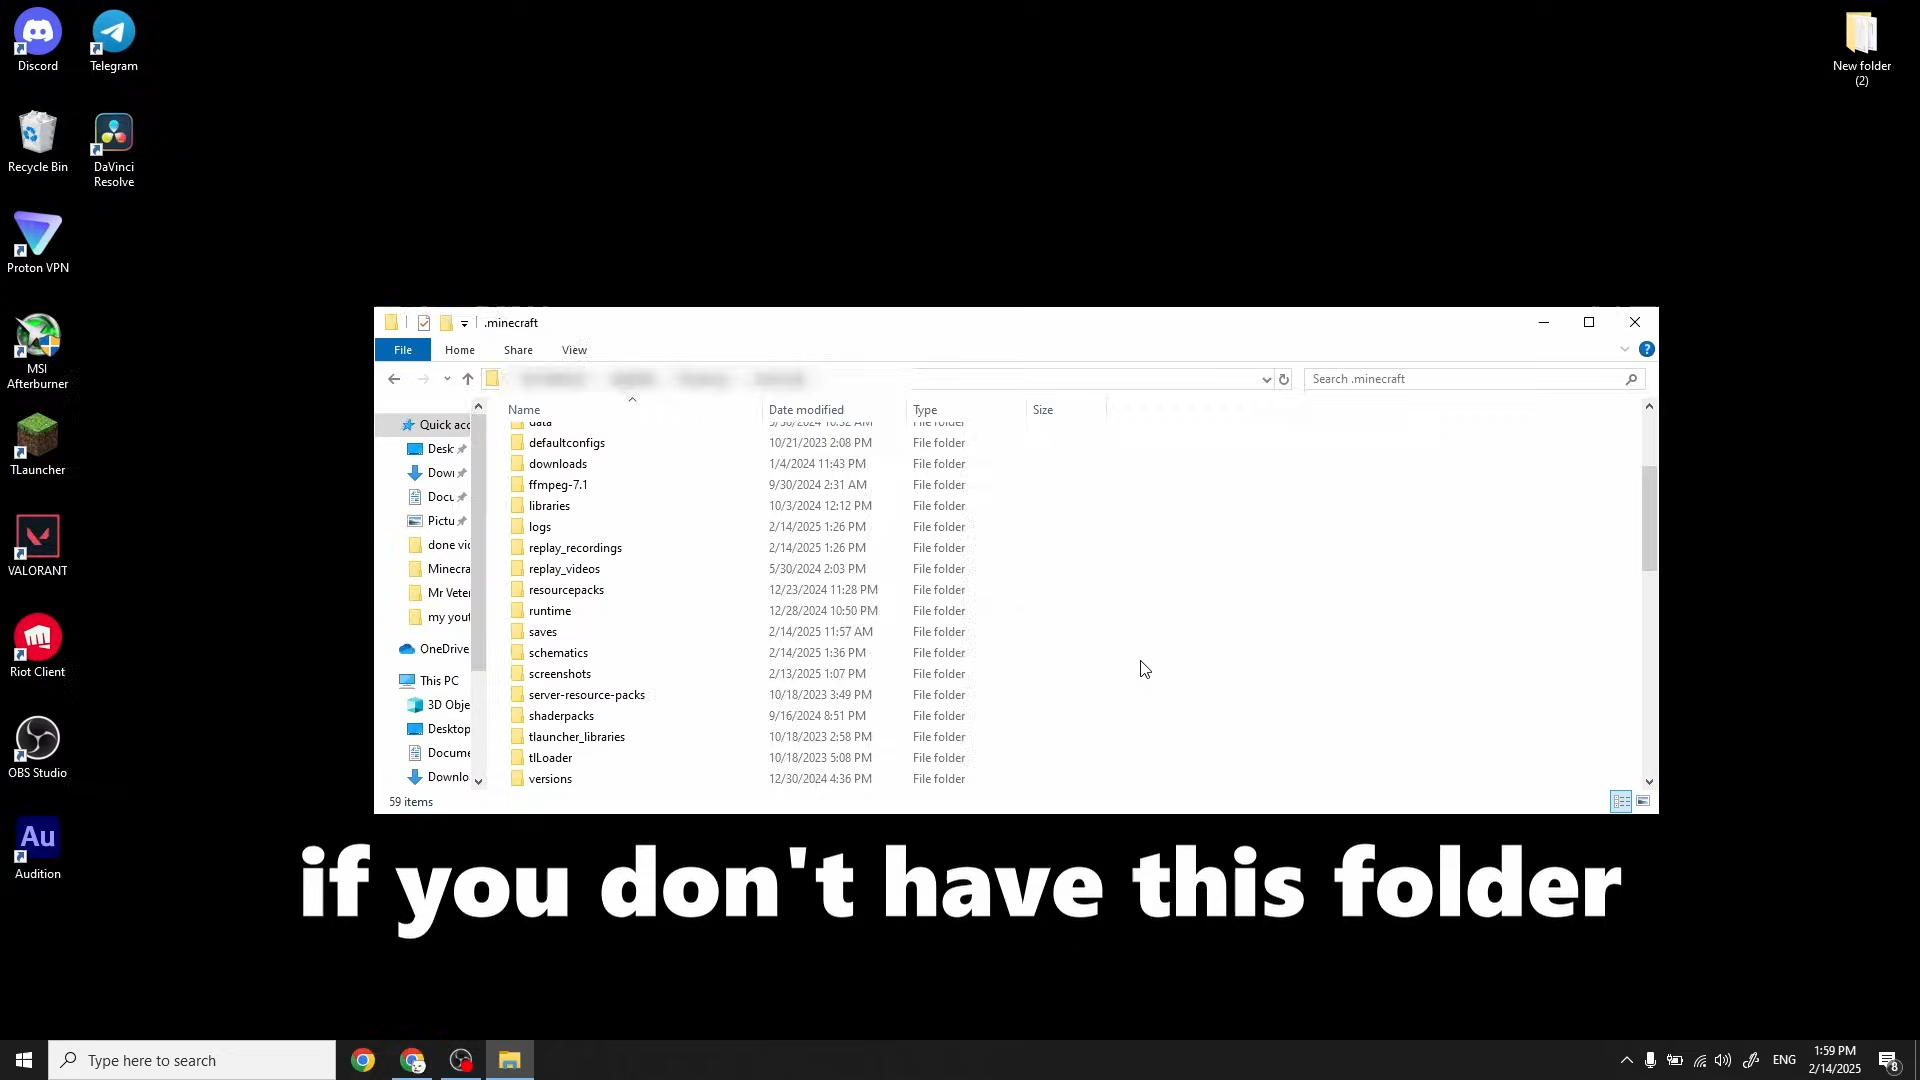 Discord
Telegram
New folder
(2)
Recycle Bin
DaVinci
Resolve
Proton VPN
MSI
Afterburner
TLauncher
VALORANT
Riot Client
OBS Studio
Au
Audition
.minecraft
File Home Share View
Search .minecraft
Name Date modified Type Size
Quick acc
Desk
Dow
Docu
Pictu
done vic
Minecra
Mr Veter
my yout
OneDrive
This PC
3D Obje
Desktop
Docume
Downlo
data 5/30/2024 10:32 AM File folder
defaultconfigs 10/21/2023 2:08 PM File folder
downloads 1/4/2024 11:43 PM File folder
ffmpeg-7.1 9/30/2024 2:31 AM File folder
libraries 10/3/2024 12:12 PM File folder
logs 2/14/2025 1:26 PM File folder
replay_recordings 2/14/2025 1:26 PM File folder
replay_videos 5/30/2024 2:03 PM File folder
resourcepacks 12/23/2024 11:28 PM File folder
runtime 12/28/2024 10:50 PM File folder
saves 2/14/2025 11:57 AM File folder
schematics 2/14/2025 1:36 PM File folder
screenshots 2/13/2025 1:07 PM File folder
server-resource-packs 10/18/2023 3:49 PM File folder
shaderpacks 9/16/2024 8:51 PM File folder
tlauncher_libraries 10/18/2023 2:58 PM File folder
tlLoader 10/18/2023 5:08 PM File folder
versions 12/30/2024 4:36 PM File folder
59 items
if you don't have this folder
Type here to search
ENG
1:59 PM
2/14/2025
8